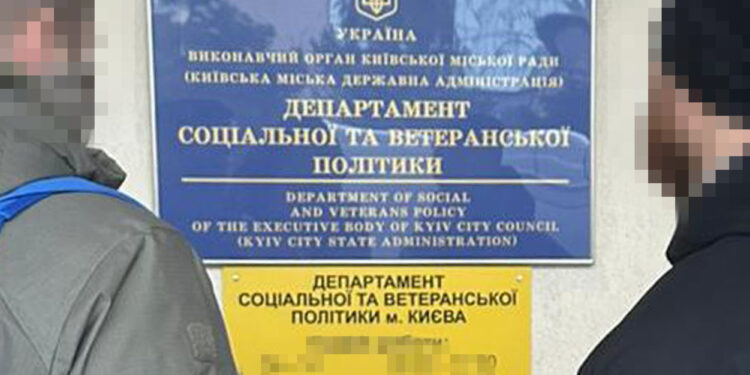 УКРАЇНА
ВИКОНАВЧИЙ ОРГАН КИЇВСЬКОЇ МІСЬКОЇ РАДИ
(КИЇВСЬКА МІСЬКА ДЕРЖАВНА АДМІНІСТРАЦІЯ)
ДЕПАРТАМЕНТ
СОЦІАЛЬНОЇ ТА ВЕТЕРАНСЬКОЇ
ПОЛІТИКИ
DEPARTMENT OF SOCIAL
AND VETERANS POLICY
OF THE EXECUTIVE BODY OF KYIV CITY COUNCIL
(KYIV CITY STATE ADMINISTRATION)
ДЕПАРТАМЕНТ
СОЦІАЛЬНОЇ ТА ВЕТЕРАНСЬКОЇ
ПОЛІТИКИ м. КИЄВА